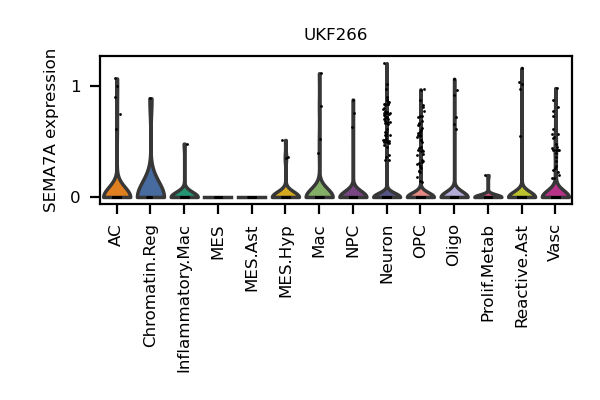 UKF266
SEMA7A expression
1
0
AC
Chromatin.Reg
Inflammatory.Mac
MES
MES.Ast
MES.Hyp
Mac
NPC
Neuron
OPC
Oligo
Prolif.Metab
Reactive.Ast
Vasc